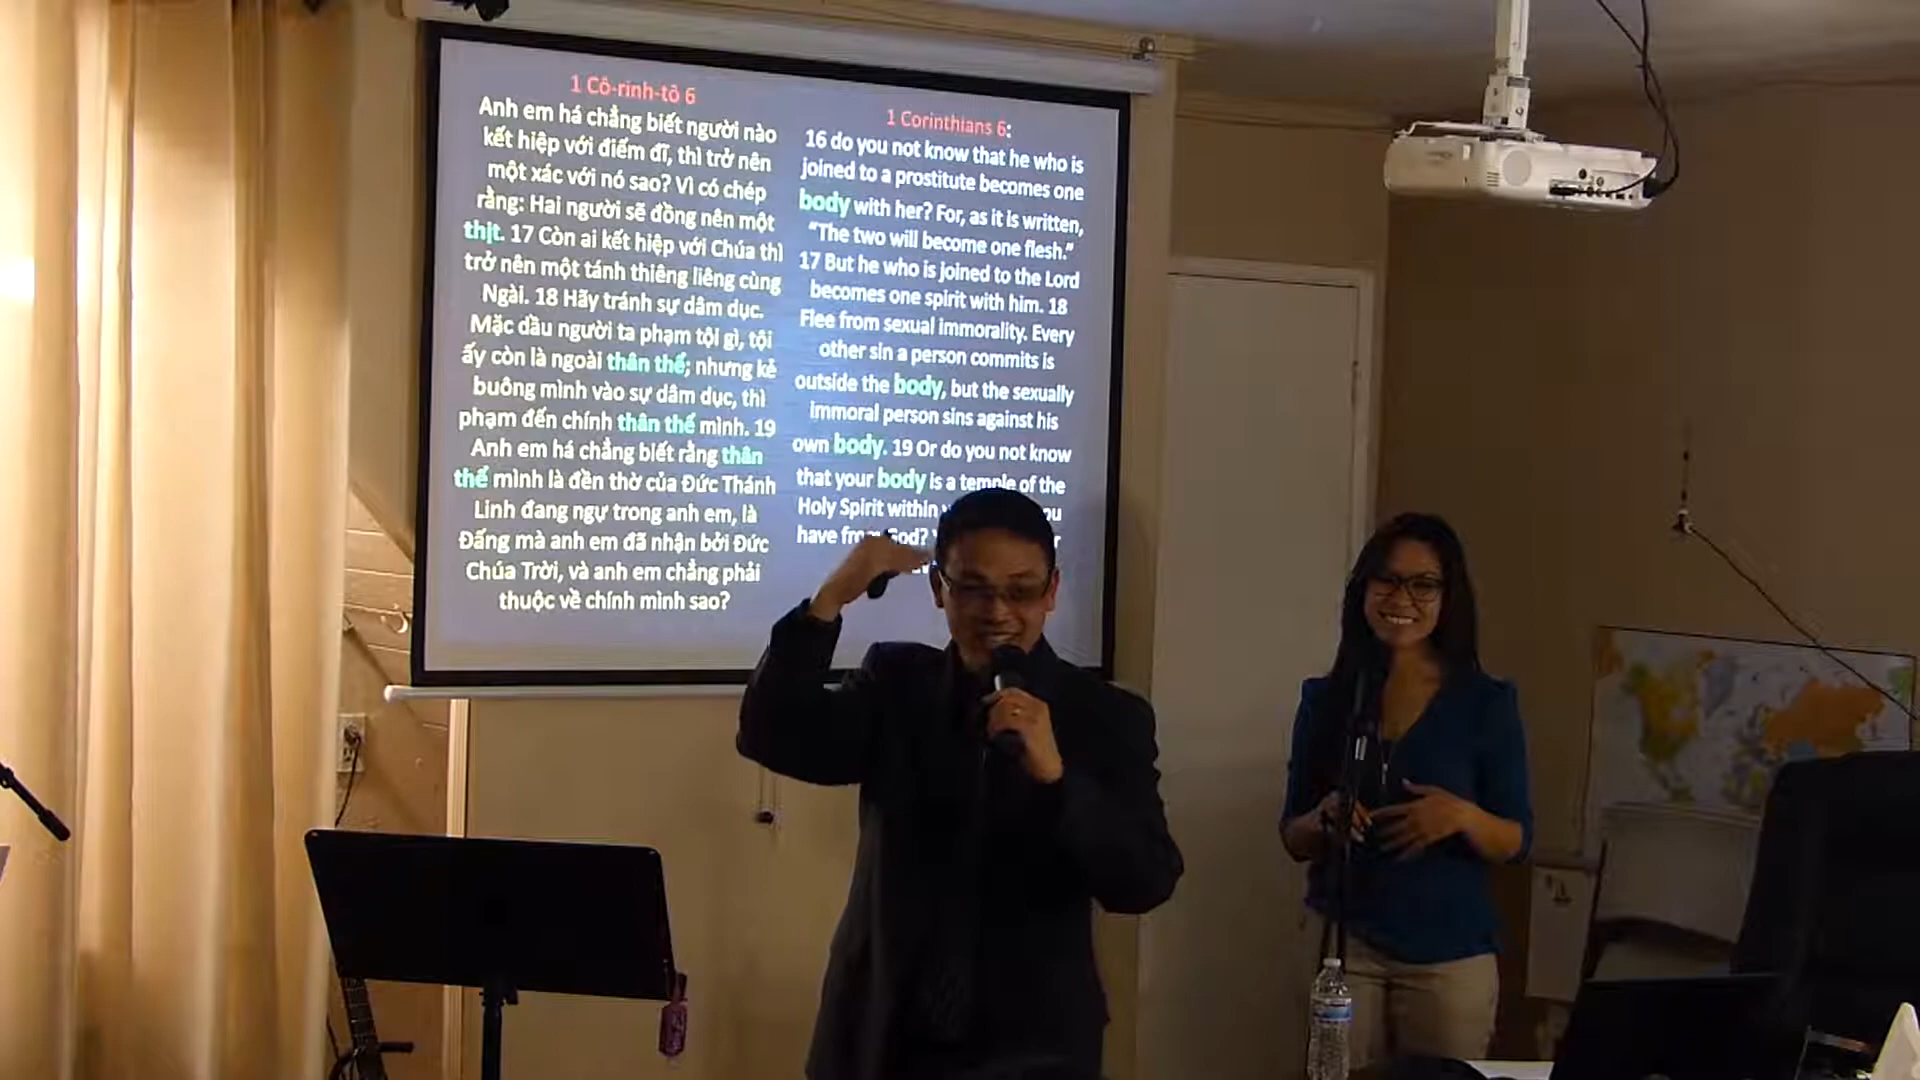 1 Cô-rinh-tô 6
Anh em há chẳng biết người nào
kết hiệp với điếm đĩ, thì trở nên
một xác với nó sao? Vì có chép
rằng: Hai người sẽ đồng nên một
thịt. 17 Còn ai kết hiệp với Chúa thì
trở nên một tánh thiêng liêng cùng
Ngài. 18 Hãy tránh sự dâm dục.
Mặc dầu người ta phạm tội gì, tội
ấy còn là ngoài thân thể; nhưng kẻ
buông mình vào sự dâm dục, thì
phạm đến chính thân thể mình. 19
Anh em há chẳng biết rằng thân
thể mình là đền thờ của Đức Thánh
Linh đang ngự trong anh em, là
Đấng mà anh em đã nhận bởi Đức
Chúa Trời, và anh em chẳng phải
thuộc về chính mình sao?
1 Corinthians 6:
16 do you not know that he who is
joined to a prostitute becomes one
body with her? For, as it is written,
“The two will become one flesh.”
17 But he who is joined to the Lord
becomes one spirit with him. 18
Flee from sexual immorality. Every
other sin a person commits is
outside the body, but the sexually
immoral person sins against his
own body. 19 Or do you not know
that your body is a temple of the
Holy Spirit within
have from God?